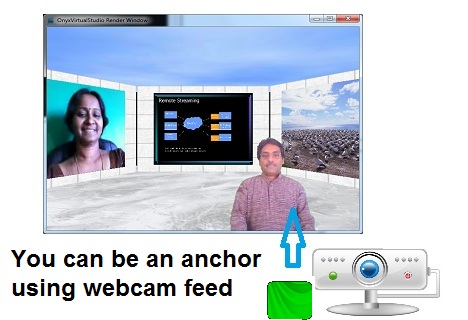 OnyxVirtualStudio Render Window
Remote Streaming
You can be an anchor
using webcam feed